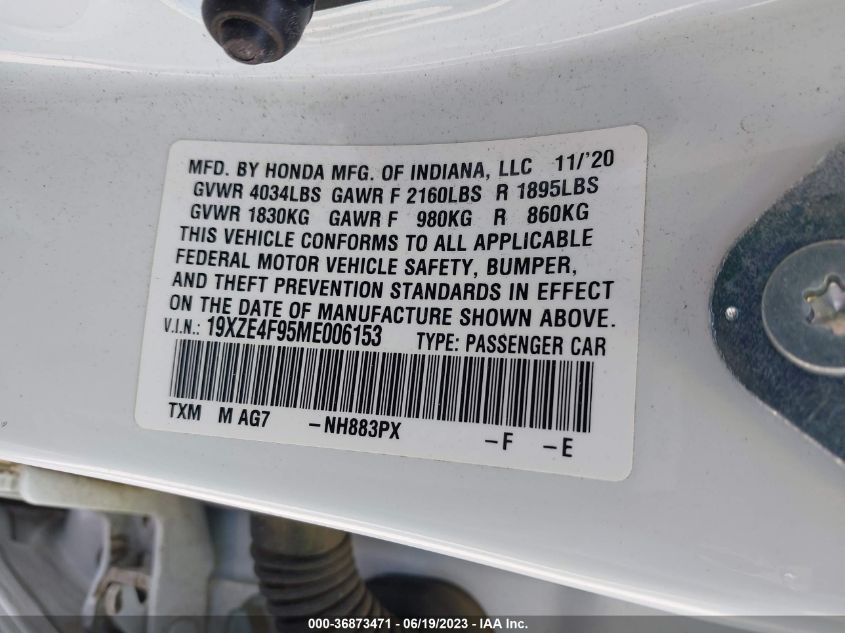 MFD. BY HONDA MFG. OF INDIANA, LLC 11/'20
GVWR 4034LBS GAWR F 2160LBS R 1895LBS
GVWR 1830KG GAWR F 980KG R 860KG
THIS VEHICLE CONFORMS TO ALL APPLICABLE
FEDERAL MOTOR VEHICLE SAFETY, BUMPER,
AND THEFT PREVENTION STANDARDS IN EFFECT
ON THE DATE OF MANUFACTURE SHOWN ABOVE.
V.I.N.: 19XZE4F95ME006153 TYPE: PASSENGER CAR
TXM M AG7 -NH883PX -F -E
000-36873471 - 06/19/2023 - © IAA Inc.